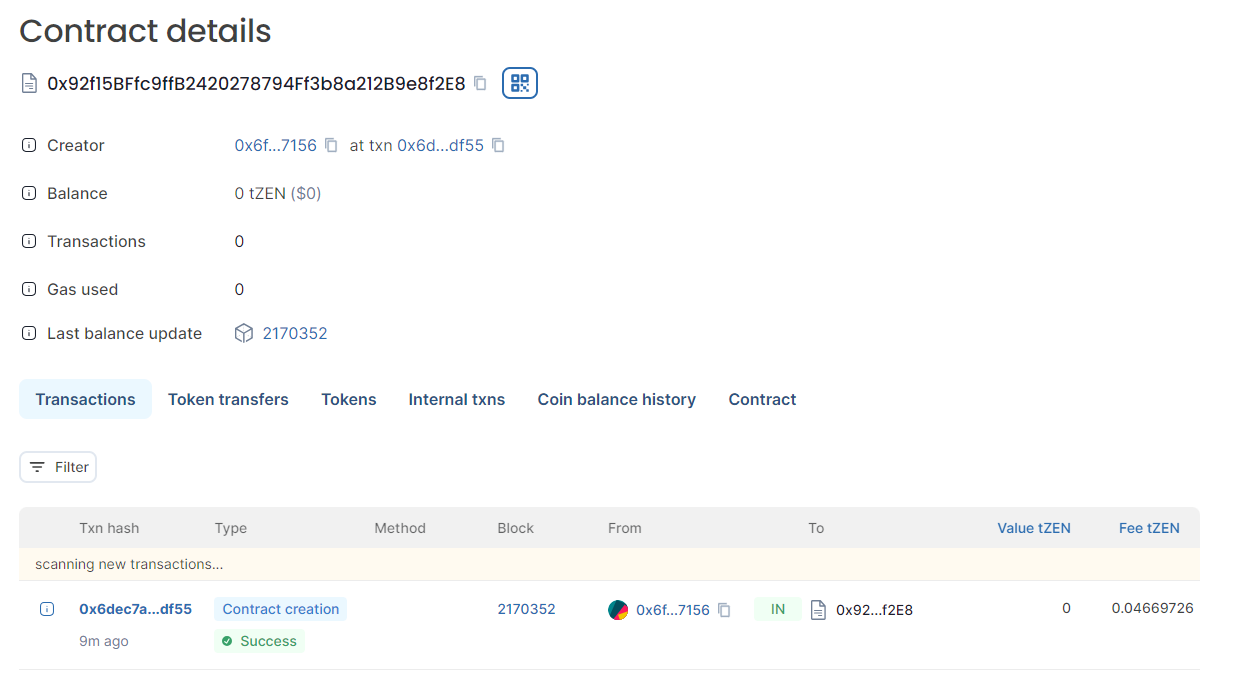 Contract details
0x92f15BFfc9ffB2420278794Ff3b8a212B9e8f2E8
Creator 0x6f...7156 at txn 0x6d...df55
Balance 0 tZEN ($0)
Transactions 0
Gas used 0
Last balance update 2170352
Transactions Token transfers Tokens Internal txns Coin balance history Contract
Filter
Txn hash Type Method Block From To Value tZEN Fee tZEN
scanning new transactions...
0x6dec7a...df55 Contract creation 2170352 0x6f...7156 IN 0x92...f2E8 0 0.04669726
9m ago Success